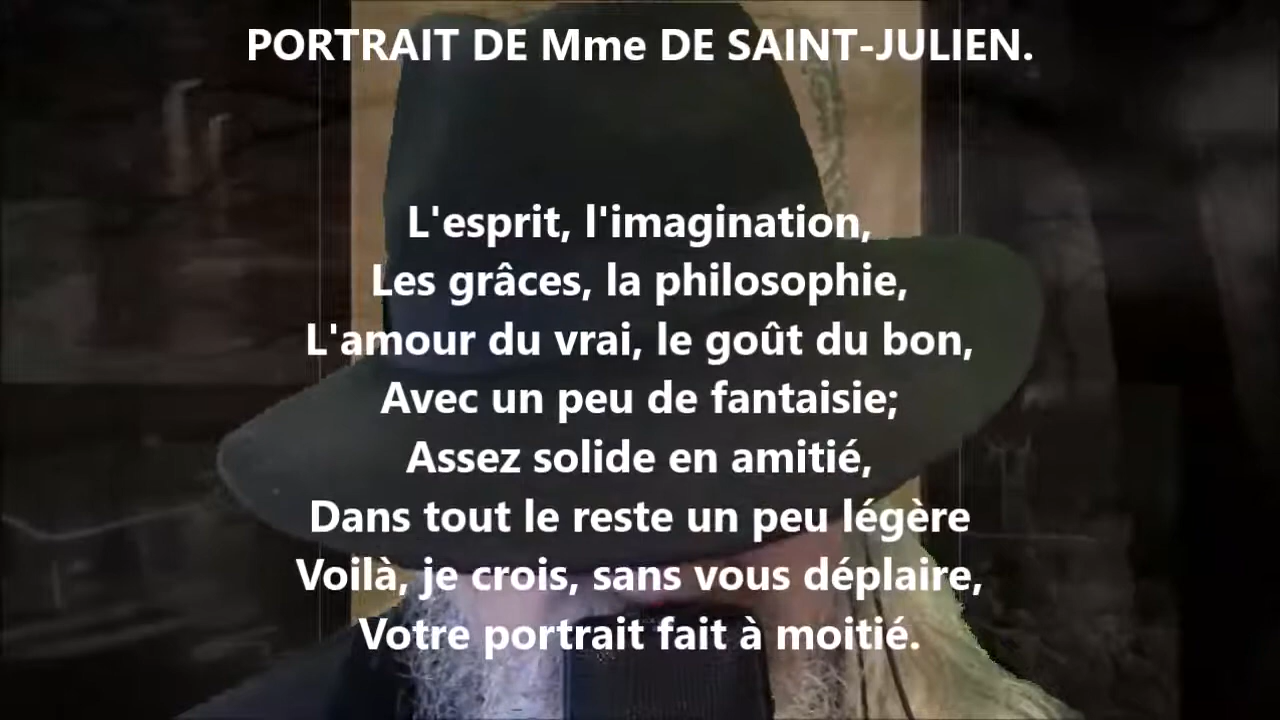 PORTRAIT DE Mme DE SAINT-JULIEN.
L'esprit, l'imagination,
Les grâces, la philosophie,
L'amour du vrai, le goût du bon,
Avec un peu de fantaisie;
Assez solide en amitié,
Dans tout le reste un peu légère
Voilà, je crois, sans vous déplaire,
Votre portrait fait à moitié.